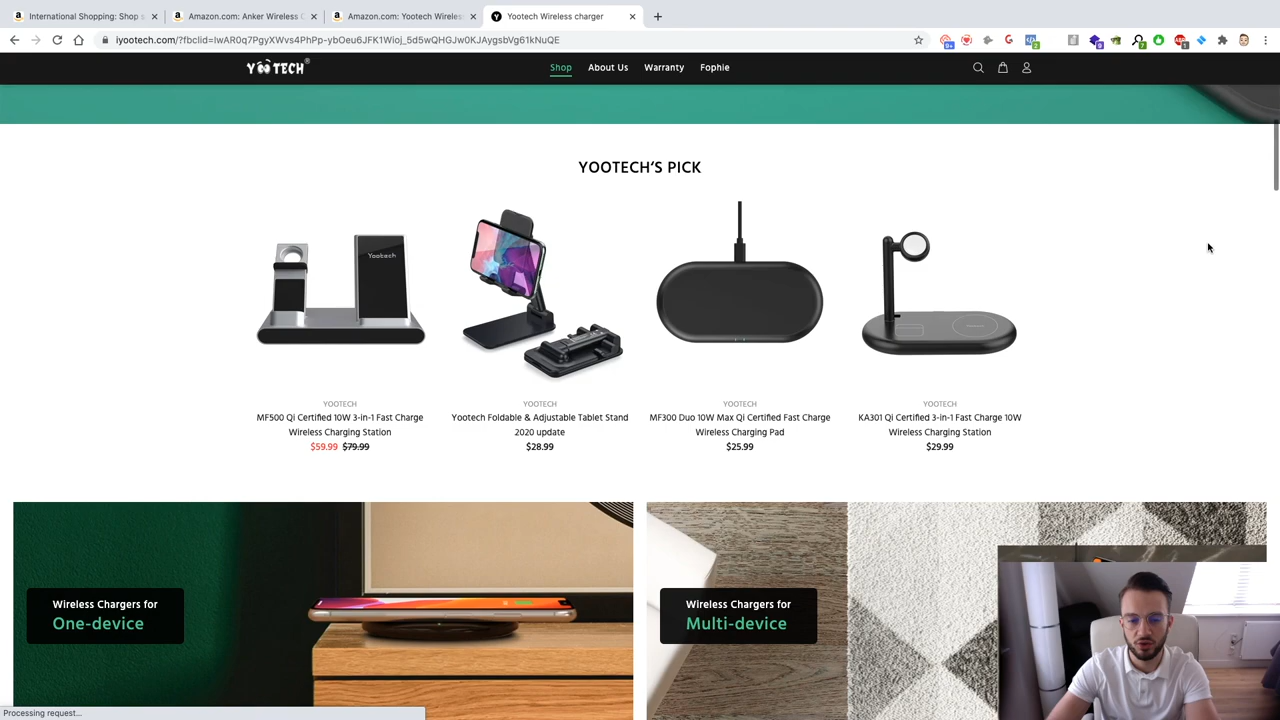 International Shopping: Shop s
Amazon.com: Anker Wireless C
Amazon.com: Yootech Wireles
Yootech Wireless charger
iyootech.com/?fbclid=IwAR0q7PgyXWvs4PhPp-ybOeu6JFK1Wioj_5d5wQHGJw0KJAygsbVg61kNuQE
YOOTECH
Shop
About Us
Warranty
Fophie
YOOTECH'S PICK
Yootech
YOOTECH
MF500 Qi Certified 10W 3-in-1 Fast Charge
Wireless Charging Station
$59.99 $79.99
YOOTECH
Yootech Foldable & Adjustable Tablet Stand
2020 update
$28.99
YOOTECH
MF300 Duo 10W Max Qi Certified Fast Charge
Wireless Charging Pad
$25.99
YOOTECH
KA301 Qi Certified 3-in-1 Fast Charge 10W
Wireless Charging Station
$29.99
Wireless Chargers for
One-device
Wireless Chargers for
Multi-device
Processing request...